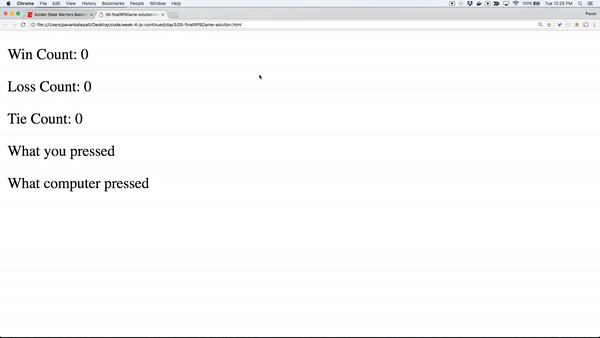 Chrome File Edit View History Bookmarks People Window Help 100% Tue 12:25 PM
Golden State Warriors Basketb 05-finalRPSGame-solution.htm Pavan
file:///Users/pavankatepalli/Desktop/code/week-4-js-continued/day3/05-finalRPSGame-solution.Html
Win Count: 0
Loss Count: 0
Tie Count: 0
What you pressed
What computer pressed